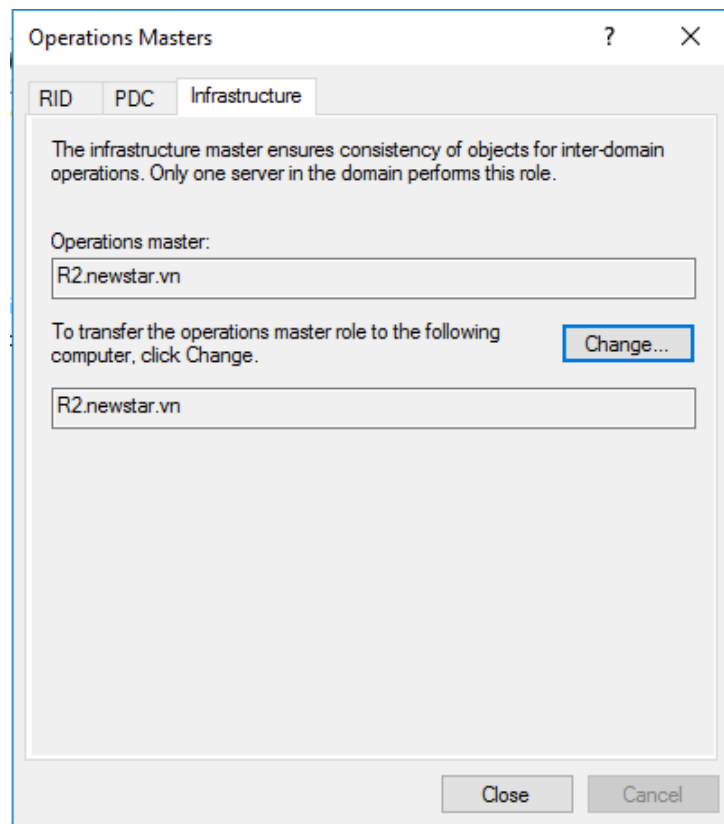 Operations Masters
?
RID
PDC
Infrastructure
The infrastructure master ensures consistency of objects for inter-domain
operations. Only one server in the domain performs this role.
Operations master:
R2.newstar.vn
To transfer the operations master role to the following
computer, click Change.
Change...
R2.newstar.vn
Close
Cancel